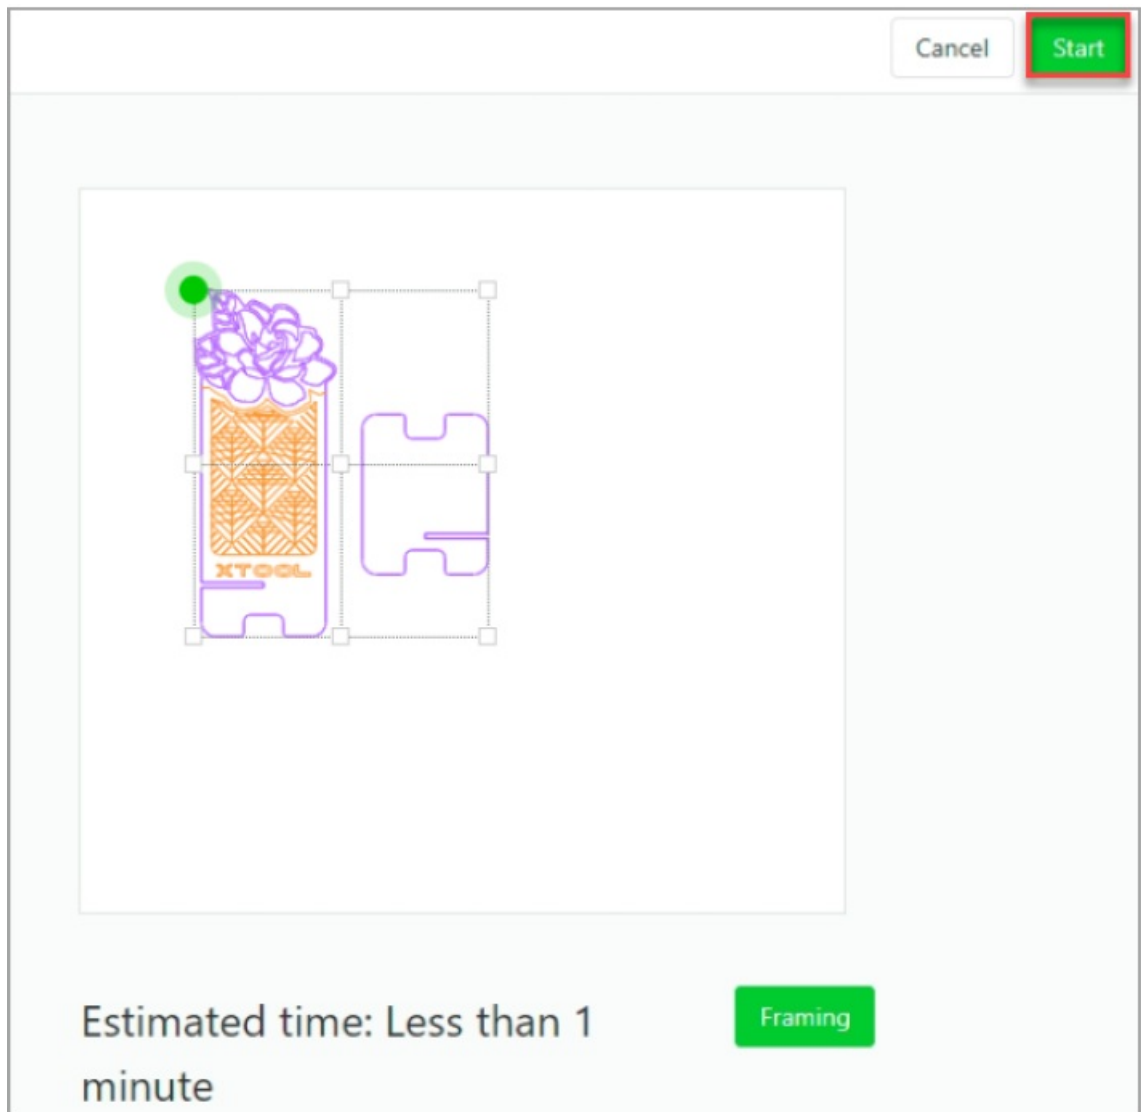 Cancel
Start
XTOOL
Estimated time: Less than 1
minute
Framing